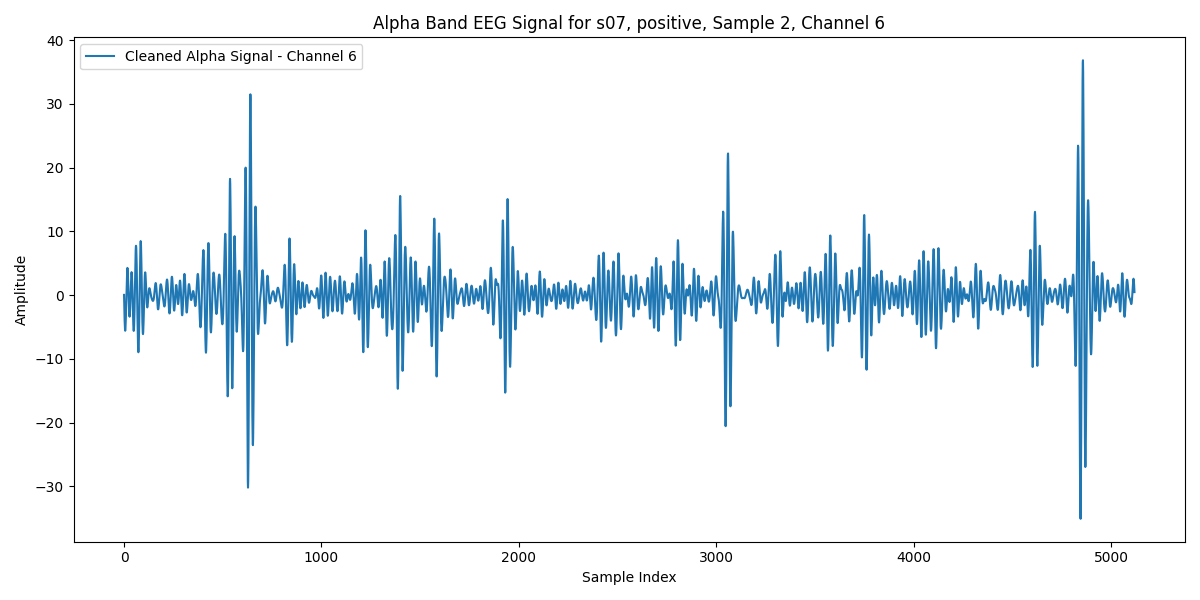 Alpha Band EEG Signal for s07, positive, Sample 2, Channel 6
Cleaned Alpha Signal - Channel 6
Amplitude
40
30
20
10
0
−10
−20
−30
0 1000 2000 3000 4000 5000
Sample Index